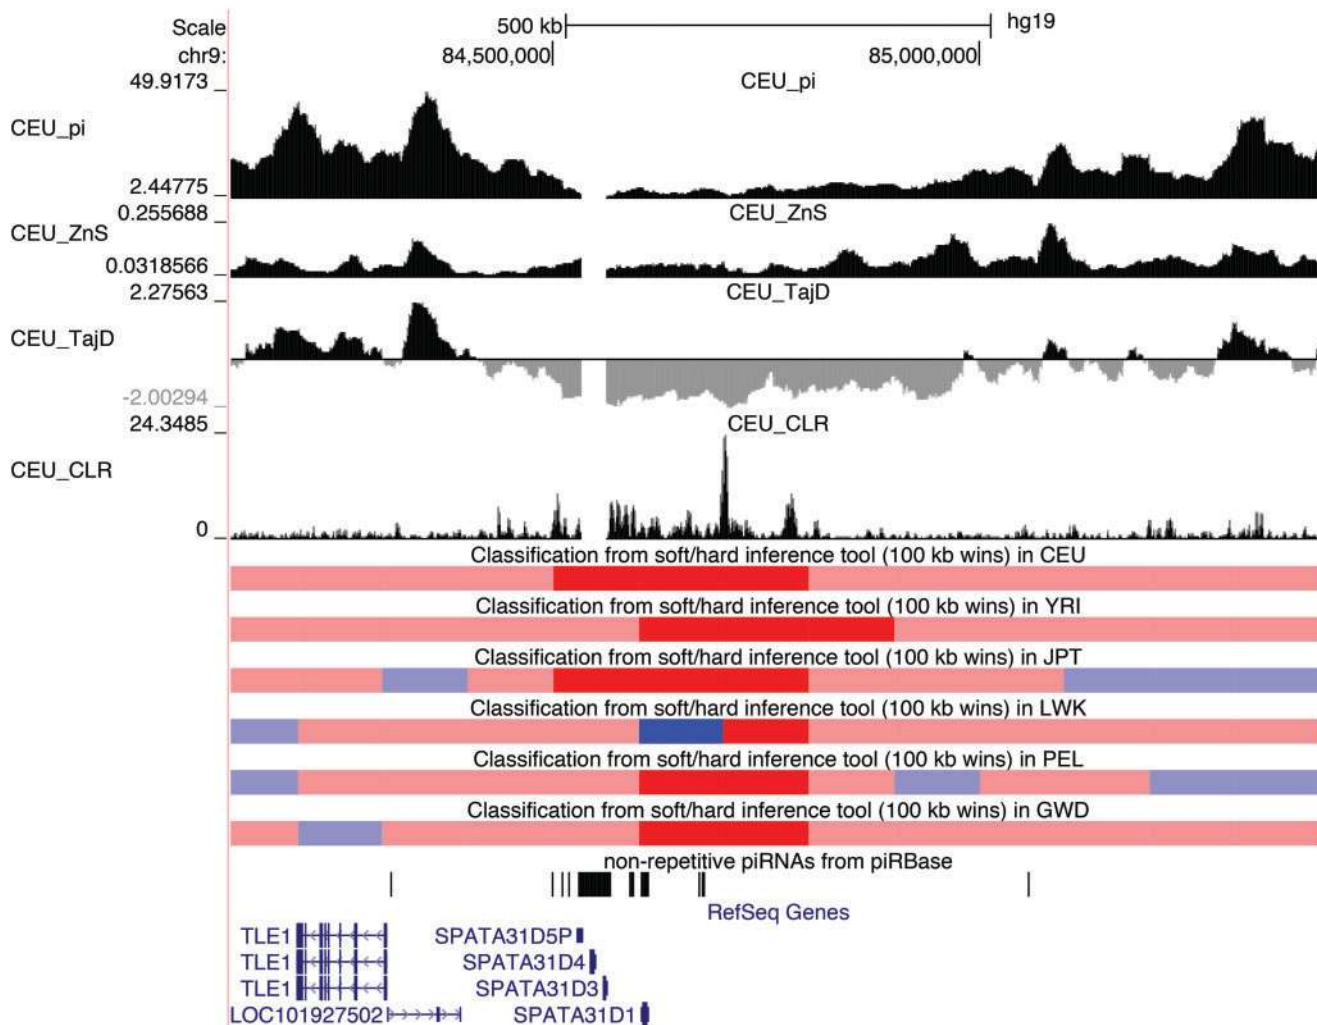 Scale 500 kb hg19
chr9: 84,500,000 85,000,000
49.9173 CEU_pi
CEU_pi
2.44775
0.255688 CEU_ZnS
CEU_ZnS
0.0318566
2.27563 CEU_TajD
CEU_TajD
-2.00294
24.3485 CEU_CLR
CEU_CLR
0
Classification from soft/hard inference tool (100 kb wins) in CEU
Classification from soft/hard inference tool (100 kb wins) in YRI
Classification from soft/hard inference tool (100 kb wins) in JPT
Classification from soft/hard inference tool (100 kb wins) in LWK
Classification from soft/hard inference tool (100 kb wins) in PEL
Classification from soft/hard inference tool (100 kb wins) in GWD
non-repetitive piRNAs from piRBase
RefSeq Genes
TLE1 SPATA31D5P
TLE1 SPATA31D4
TLE1 SPATA31D3
LOC101927502 SPATA31D1